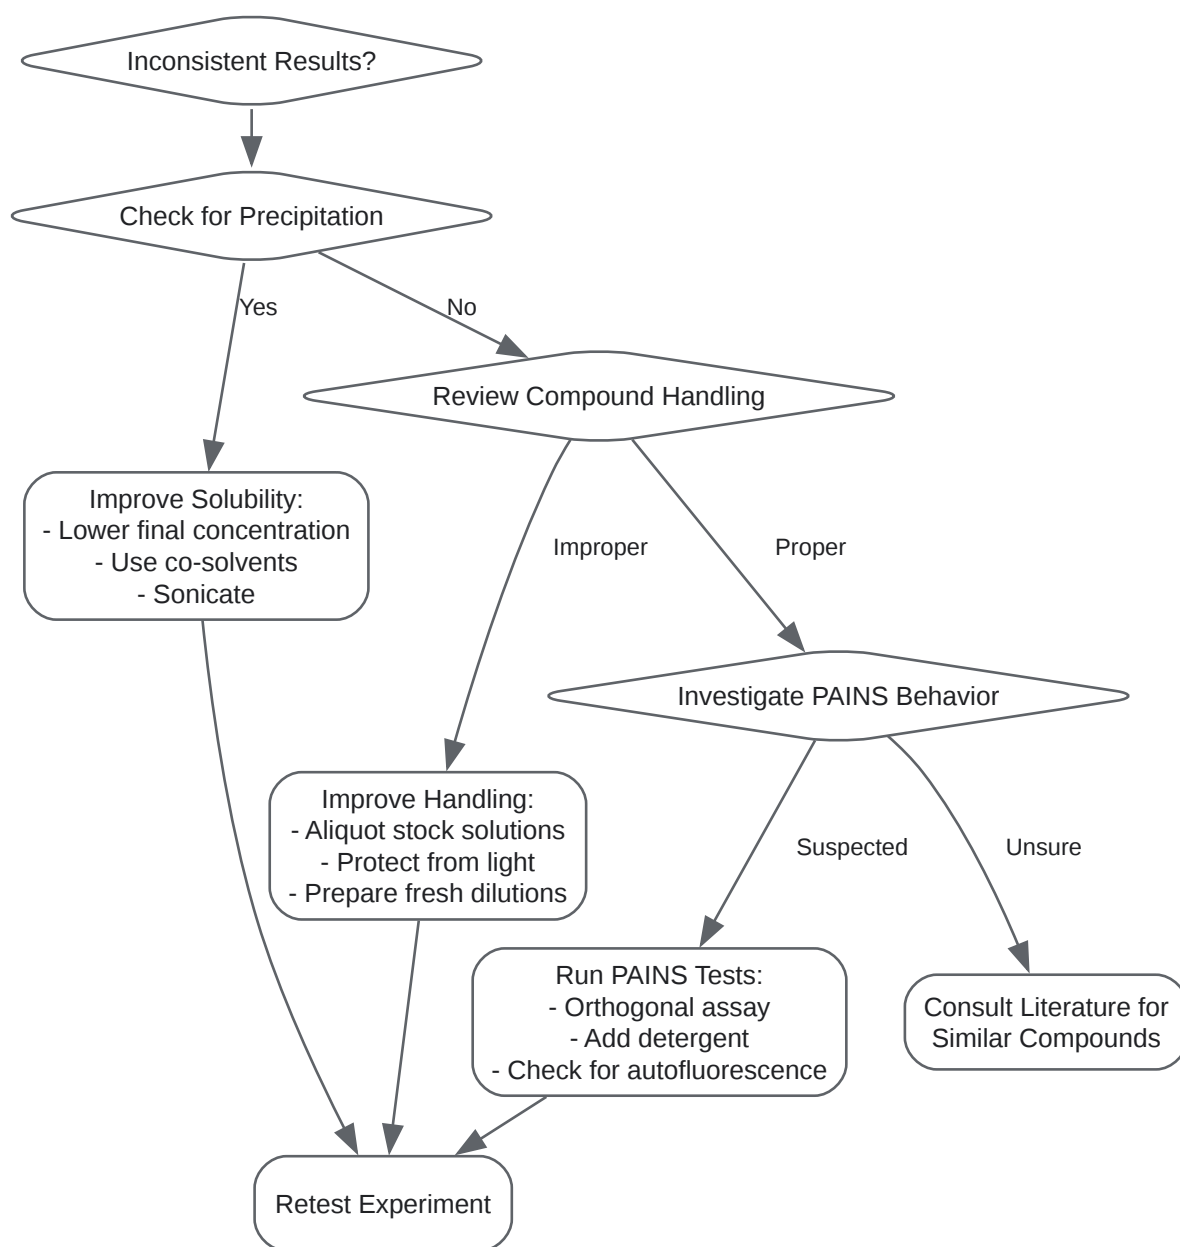 Inconsistent Results?
Check for Precipitation
Yes
No
Review Compound Handling
Improve Solubility:
- Lower final concentration
- Use co-solvents
- Sonicate
Improper
Proper
Investigate PAINS Behavior
Improve Handling:
- Aliquot stock solutions
- Protect from light
- Prepare fresh dilutions
Suspected
Unsure
Run PAINS Tests:
- Orthogonal assay
- Add detergent
- Check for autofluorescence
Consult Literature for
Similar Compounds
Retest Experiment